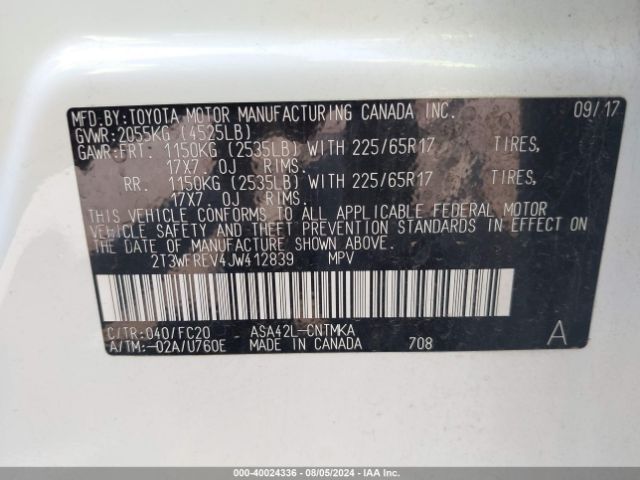 MFD.BY:TOYOTA MOTOR MANUFACTURING CANADA INC. 09/17
GVWR:2055KG (4525LB)
GAWR:FRT. 1150KG (2535LB) WITH 225/65R17 TIRES,
17X7 0J RIMS.
RR. 1150KG (2535LB) WITH 225/65R17 TIRES,
17X7 0J RIMS.
THIS VEHICLE CONFORMS TO ALL APPLICABLE FEDERAL MOTOR
VEHICLE SAFETY AND THEFT PREVENTION STANDARDS IN EFFECT ON
THE DATE OF MANUFACTURE SHOWN ABOVE.
2T3WFREV4JW412839 MPV
C/TR:040/FC20 ASA42L-CNTMKA
A/TM:-02A/U760E MADE IN CANADA 708 A
000-40024336 - 08/05/2024 - IAA Inc.